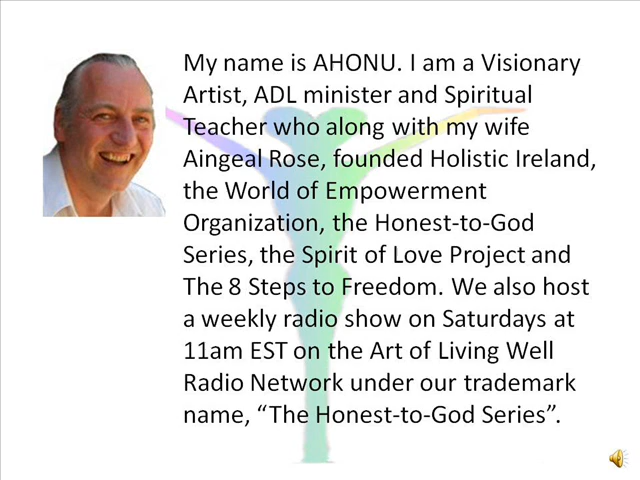 My name is AHONU. I am a Visionary
Artist, ADL minister and Spiritual
Teacher who along with my wife
Aingeal Rose, founded Holistic Ireland,
the World of Empowerment
Organization, the Honest-to-God
Series, the Spirit of Love Project and
The 8 Steps to Freedom. We also host
a weekly radio show on Saturdays at
11am EST on the Art of Living Well
Radio Network under our trademark
name, “The Honest-to-God Series”.